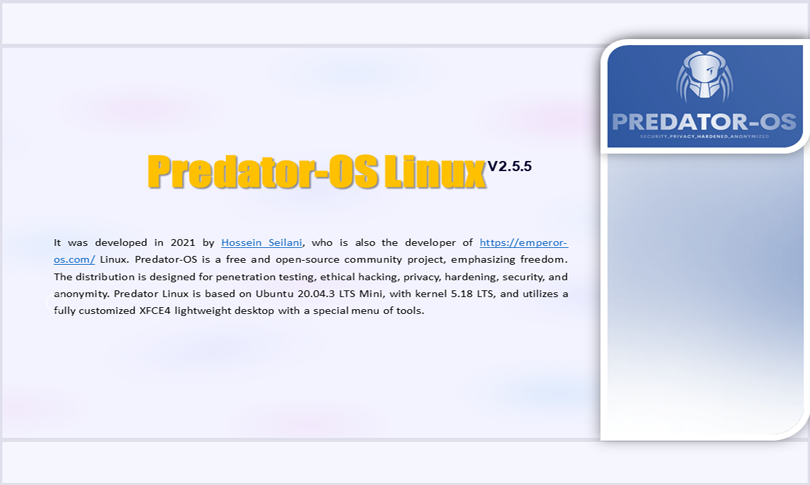 PREDATOR-OS
SECURITY,PRIVACY,HARDENED,ANONYMIZED
Predator-OS Linux V2.5.5
It was developed in 2021 by Hossein Seilani, who is also the developer of https://emperor-
os.com/ Linux. Predator-OS is a free and open-source community project, emphasizing freedom.
The distribution is designed for penetration testing, ethical hacking, privacy, hardening, security, and
anonymity. Predator Linux is based on Ubuntu 20.04.3 LTS Mini, with kernel 5.18 LTS, and utilizes a
fully customized XFCE4 lightweight desktop with a special menu of tools.